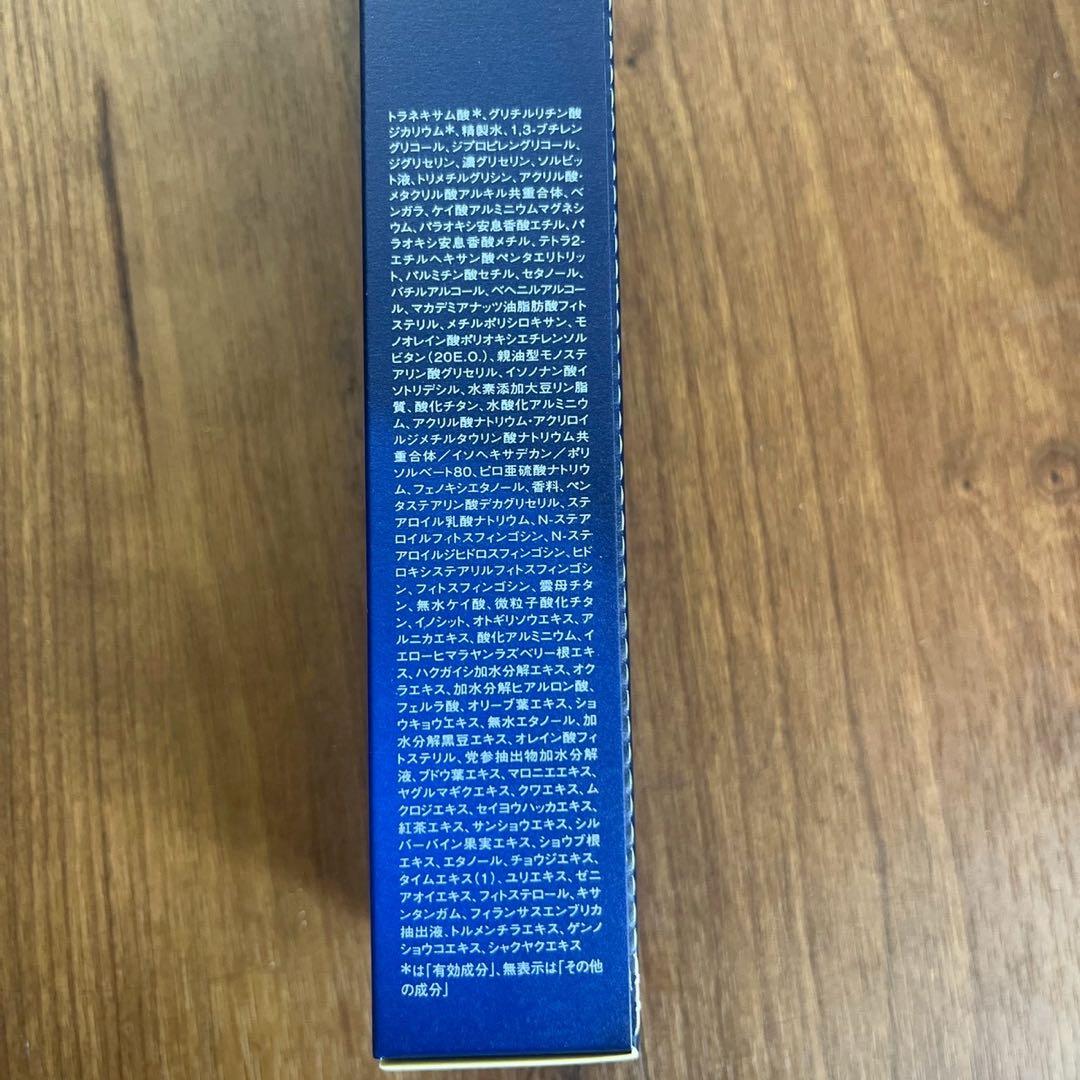 トラネキサム酸＊、グリチルリチン酸
ジカリウム＊、精製水、1,3-ブチレン
グリコール、ジプロピレングリコール、
ジグリセリン、濃グリセリン、ソルビッ
ト液、トリメチルグリシン、アクリル酸・
メタクリル酸アルキル共重合体、ベ
ンガラ、ケイ酸アルミニウムマグネシ
ウム、パラオキシ安息香酸エチル、パ
ラオキシ安息香酸メチル、テトラ2-
エチルヘキサン酸ペンタエリトリッ
ト、パルミチン酸セチル、セタノール、
バチルアルコール、ベヘニルアルコー
ル、マカデミアナッツ油脂肪酸フィト
ステリル、メチルポリシロキサン、モ
ノオレイン酸ポリオキシエチレンソル
ビタン(20E.O.)、親油型モノステ
アリン酸グリセリル、イソノナン酸イ
ソトリデシル、水素添加大豆リン脂
質、酸化チタン、水酸化アルミニウ
ム、アクリル酸ナトリウム・アクリロイ
ルジメチルタウリン酸ナトリウム共
重合体／イソヘキサデカン／ポリ
ソルベート80、ピロ亜硫酸ナトリウ
ム、フェノキシエタノール、香料、ペン
タステアリン酸デカグリセリル、ステ
アロイル乳酸ナトリウム、N-ステア
ロイルフィトスフィンゴシン、N-ステ
アロイルジヒドロスフィンゴシン、ヒド
ロキシステアリルフィトスフィンゴシ
ン、フィトスフィンゴシン、雲母チタ
ン、無水ケイ酸、微粒子酸化チタ
ン、イノシット、オトギリソウエキス、ア
ルニカエキス、酸化アルミニウム、イ
エローヒマラヤンラズベリー根エキ
ス、ハクガイシ加水分解エキス、オク
ラエキス、加水分解ヒアルロン酸、
フェルラ酸、オリーブ葉エキス、ショ
ウキョウエキス、無水エタノール、加
水分解黒豆エキス、オレイン酸フィ
トステリル、党参抽出物加水分解
液、ブドウ葉エキス、マロニエエキス、
ヤグルマギクエキス、クワエキス、ム
クロジエキス、セイヨウハッカエキス、
紅茶エキス、サンショウエキス、シル
バーバイン果実エキス、ショウブ根
エキス、エタノール、チョウジエキス、
タイムエキス(1)、ユリエキス、ゼニ
アオイエキス、フィトステロール、キサ
ンタンガム、フィランサスエンブリカ
抽出液、トルメンチラエキス、ゲンノ
ショウコエキス、シャクヤクエキス
＊は「有効成分」、無表示は「その他
の成分」